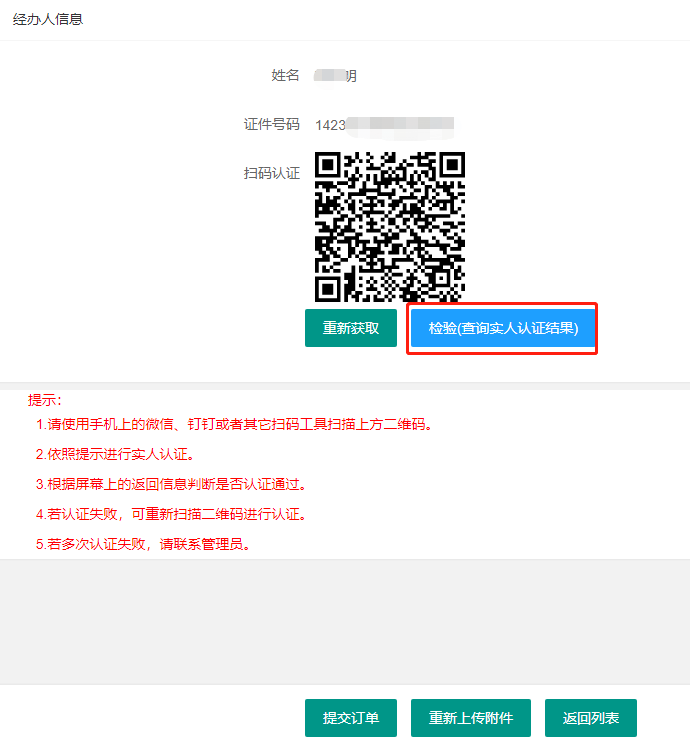 经办人信息
姓名 明
证件号码 1423
扫码认证
重新获取 检验(查询实人认证结果)
提示：
1.请使用手机上的微信、钉钉或者其它扫码工具扫描上方二维码。
2.依照提示进行实人认证。
3.根据屏幕上的返回信息判断是否认证通过。
4.若认证失败，可重新扫描二维码进行认证。
5.若多次认证失败，请联系管理员。
提交订单 重新上传附件 返回列表